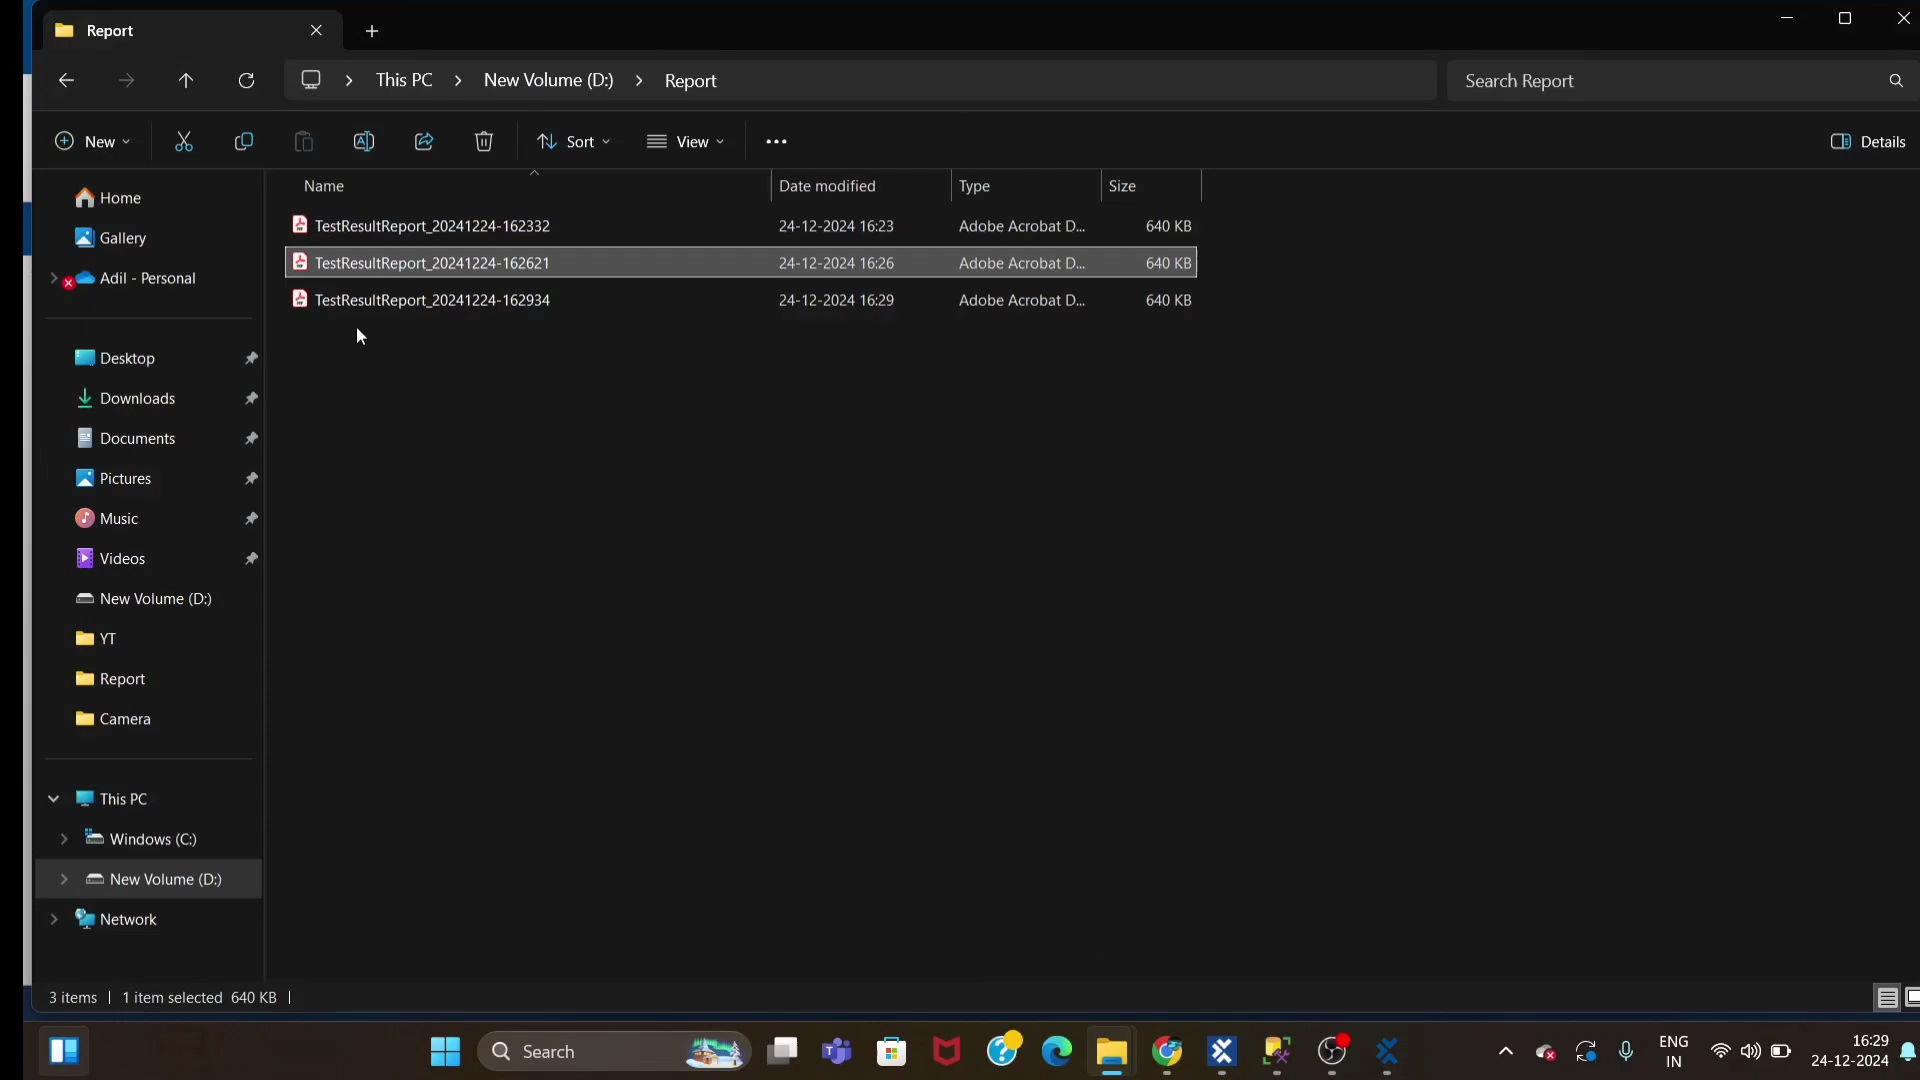 Report
This PC > New Volume (D:) > Report
Search Report
New
Sort
View
Details
Name Date modified Type Size
TestResultReport_20241224-162332 24-12-2024 16:23 Adobe Acrobat D... 640 KB
TestResultReport_20241224-162621 24-12-2024 16:26 Adobe Acrobat D... 640 KB
TestResultReport_20241224-162934 24-12-2024 16:29 Adobe Acrobat D... 640 KB
Home
Gallery
Adil - Personal
Desktop
Downloads
Documents
Pictures
Music
Videos
New Volume (D:)
YT
Report
Camera
This PC
Windows (C:)
New Volume (D:)
Network
3 items | 1 item selected 640 KB |
Search
ENG
IN
16:29
24-12-2024